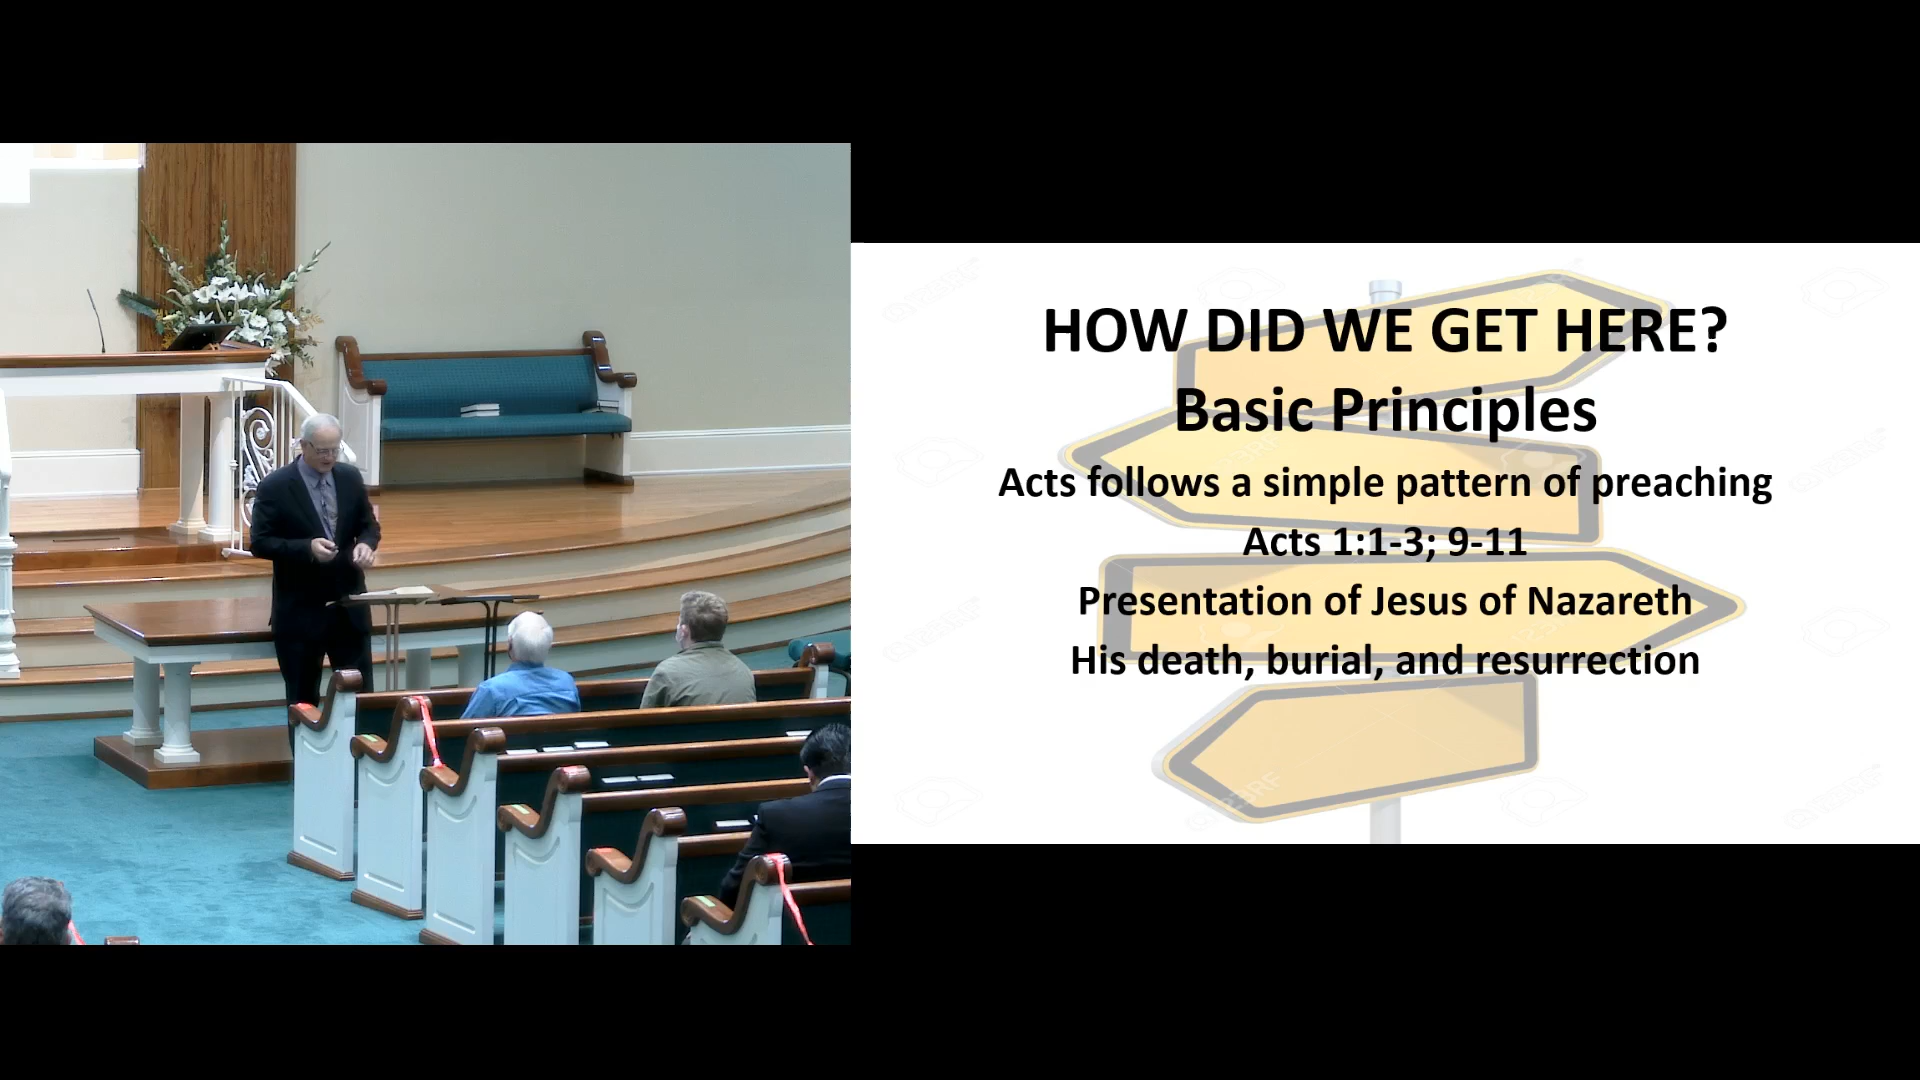 HOW DID WE GET HERE?
Basic Principles
Acts follows a simple pattern of preaching
Acts 1:1-3; 9-11
Presentation of Jesus of Nazareth
His death, burial, and resurrection
123RF